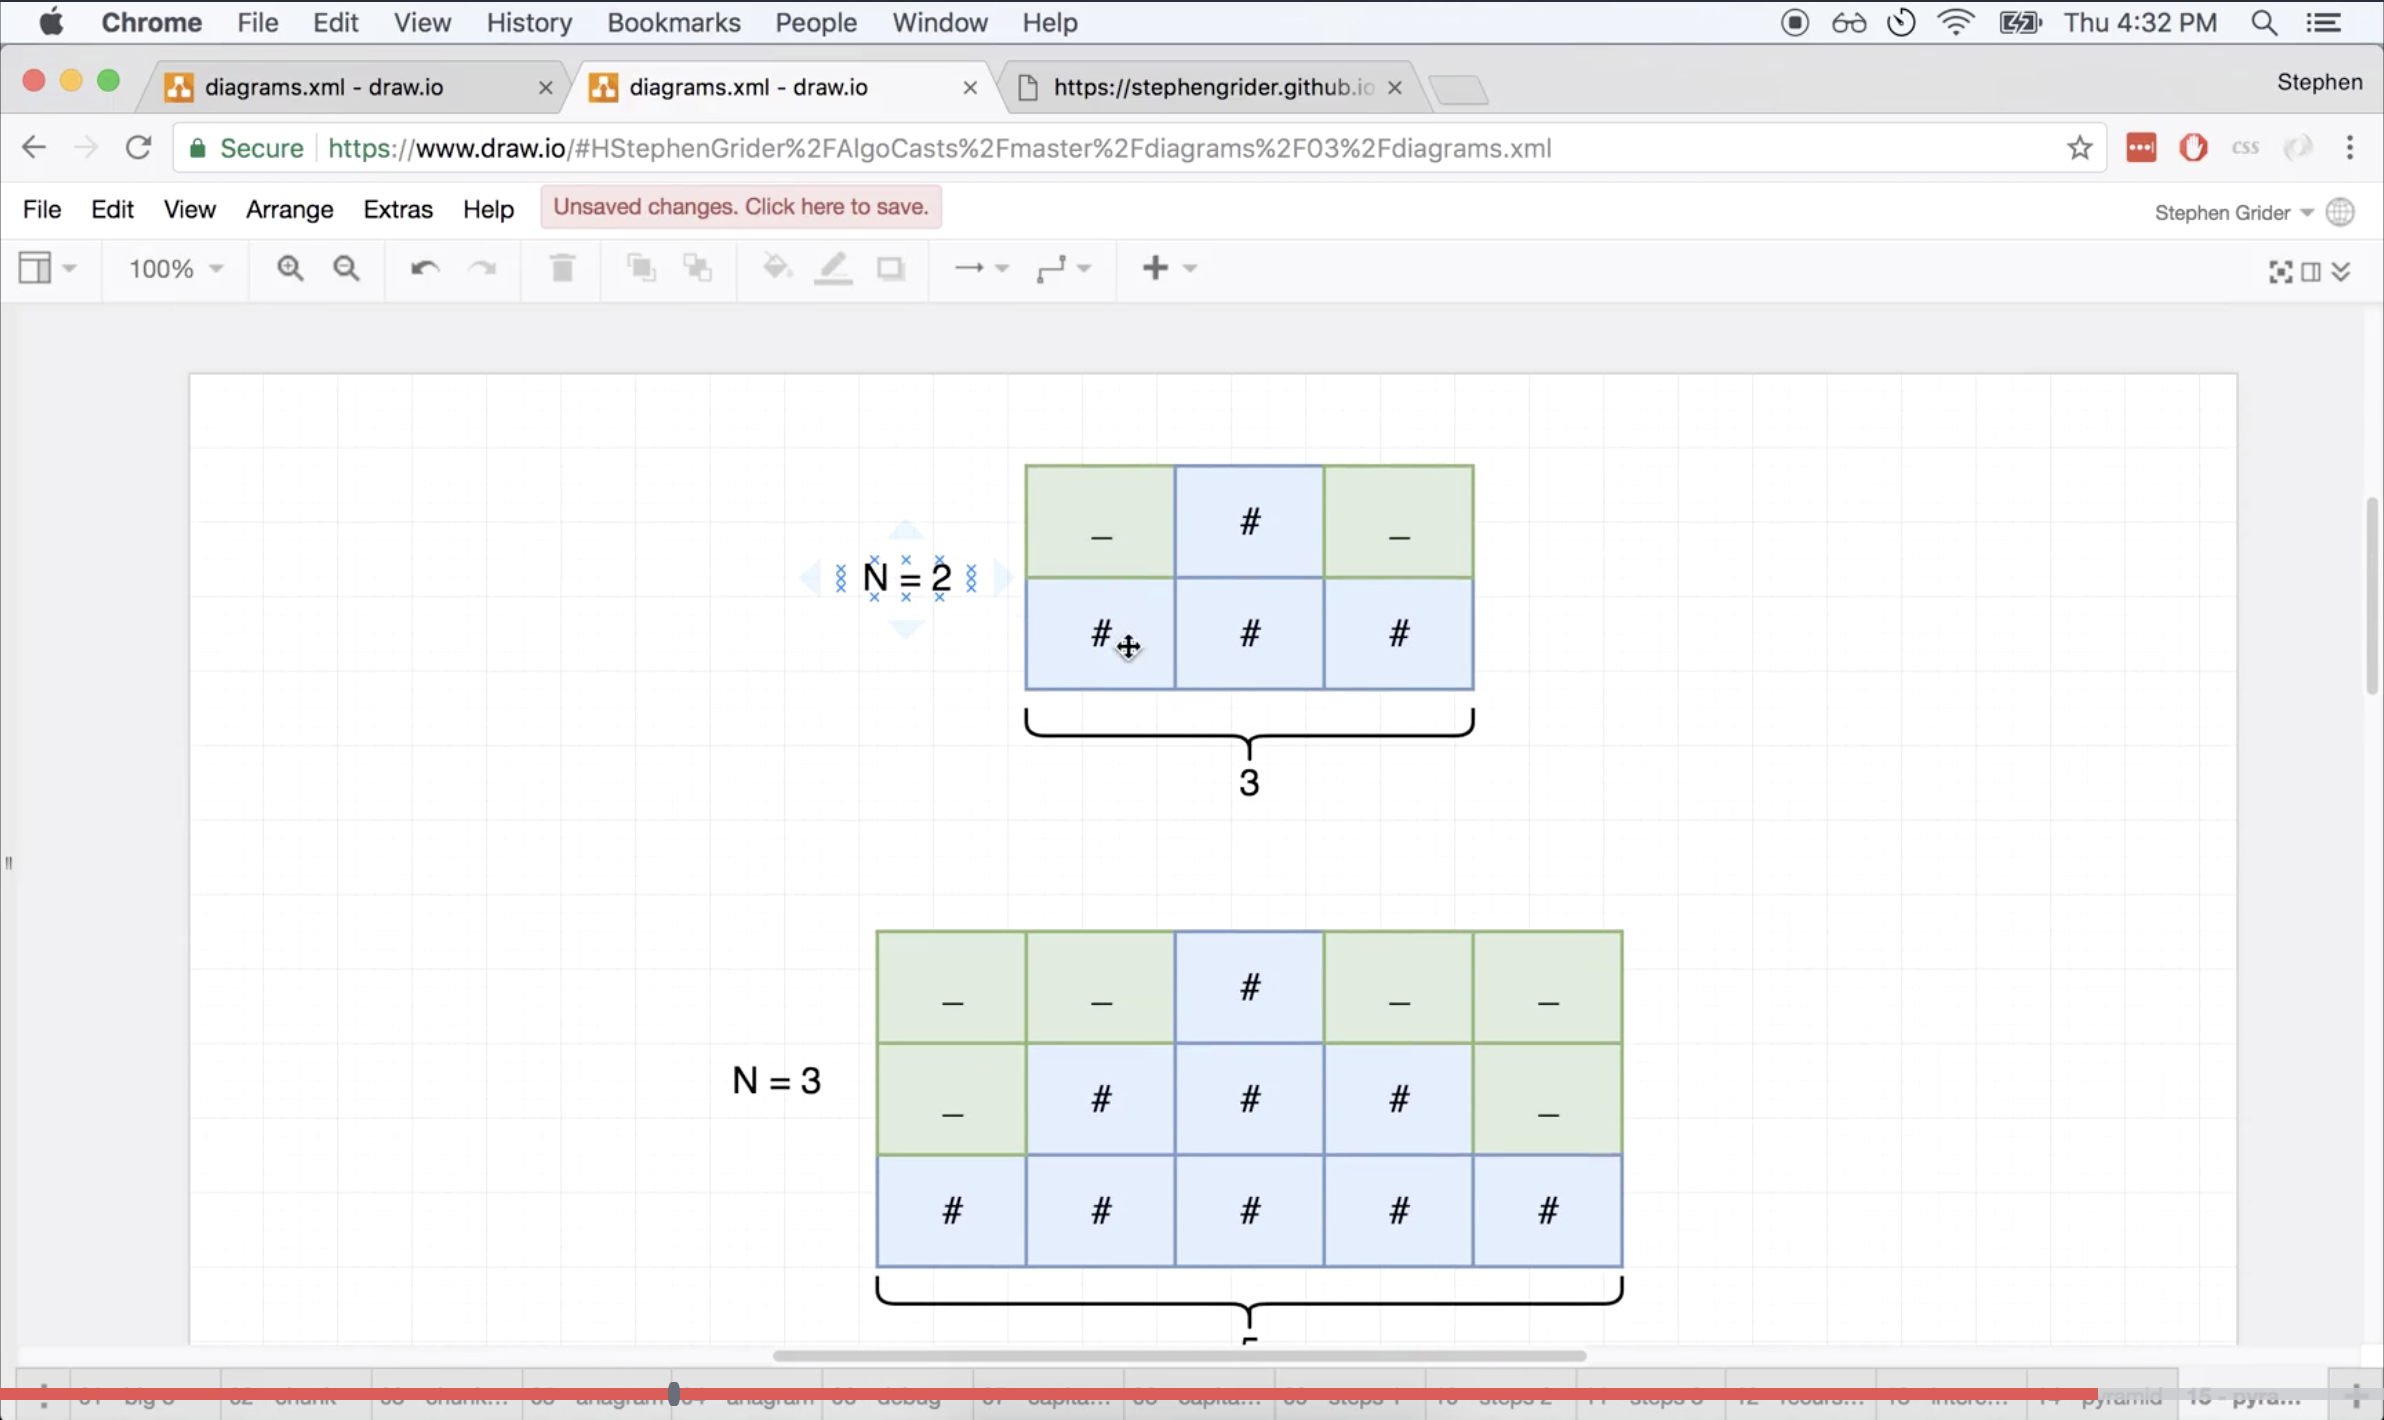 Chrome File Edit View History Bookmarks People Window Help Thu 4:32 PM
diagrams.xml - draw.io diagrams.xml - draw.io https://stephengrider.github.io Stephen
Secure https://www.draw.io/#HStephenGrider%2FAlgoCasts%2Fmaster%2Fdiagrams%2F03%2Fdiagrams.xml css
File Edit View Arrange Extras Help Unsaved changes. Click here to save. Stephen Grider
100%
_ # _
N = 2
# # #
3
_ _ # _ _
N = 3
_ # # # _
# # # # #
15 - pyra...